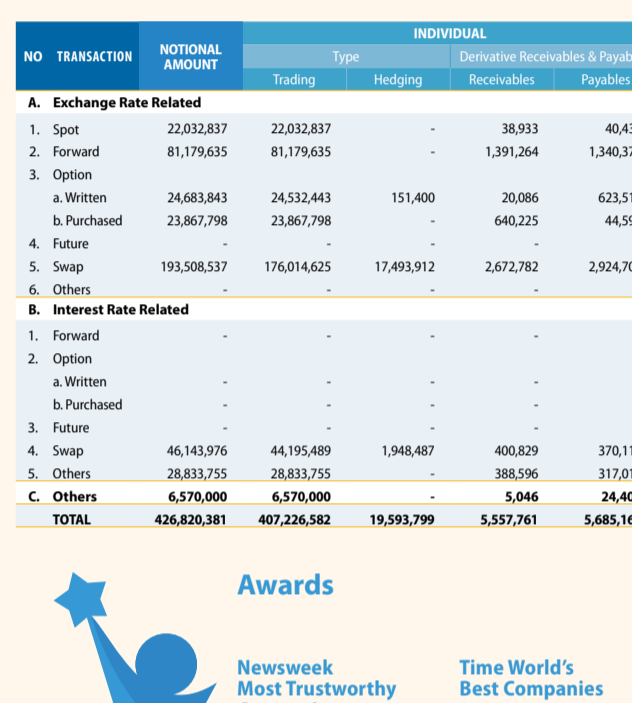 INDIVIDUAL
NO TRANSACTION NOTIONAL AMOUNT Type Derivative Receivables &
Trading Hedging Receivables Payables
A. Exchange Rate Related
1. Spot 22,032,837 22,032,837 - 38,933
2. Forward 81,179,635 81,179,635 - 1,391,264
3. Option
a. Written 24,683,843 24,532,443 151,400 20,086
b. Purchased 23,867,798 23,867,798 - 640,225
4. Future - - - -
5. Swap 193,508,537 176,014,625 17,493,912 2,672,782
6. Others - - - -
B. Interest Rate Related
1. Forward - - - -
2. Option
a. Written - - - -
b. Purchased - - - -
3. Future - - - -
4. Swap 46,143,976 44,195,489 1,948,487 400,829
5. Others 28,833,755 28,833,755 - 388,596
C. Others 6,570,000 6,570,000 - 5,046
TOTAL 426,820,381 407,226,582 19,593,799 5,557,761
Awards
Newsweek
Most Trustworthy
Time World's
Best Companies